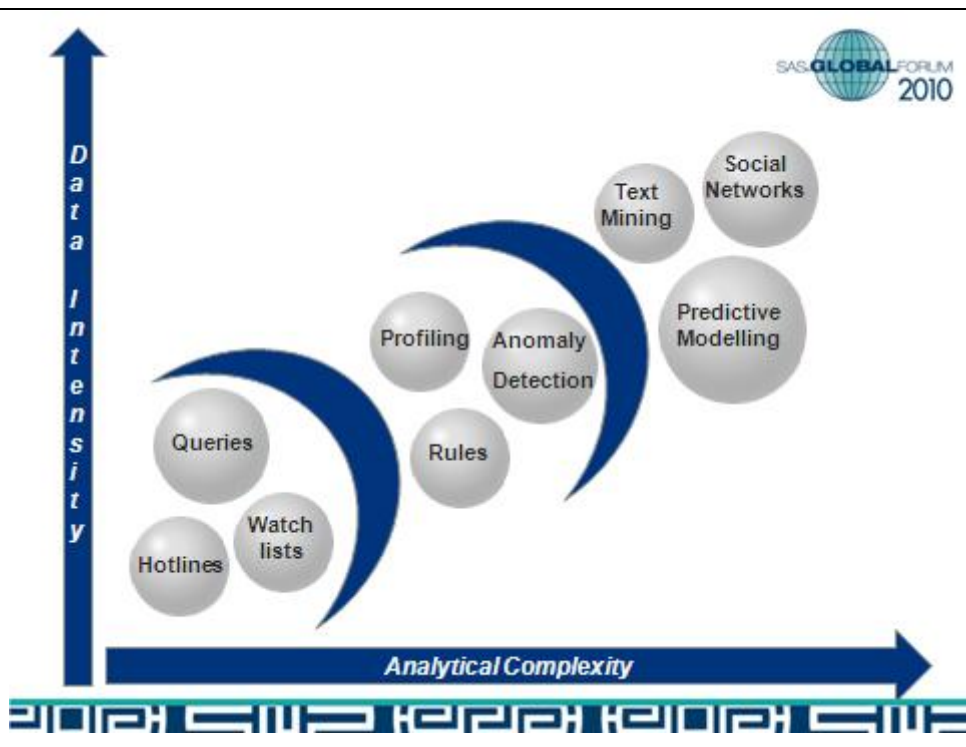 SAS GLOBAL FORUM
2010
Data Intensity
Social
Networks
Text
Mining
Predictive
Modelling
Profiling
Anomaly
Detection
Queries
Rules
Watch
lists
Hotlines
Analytical Complexity